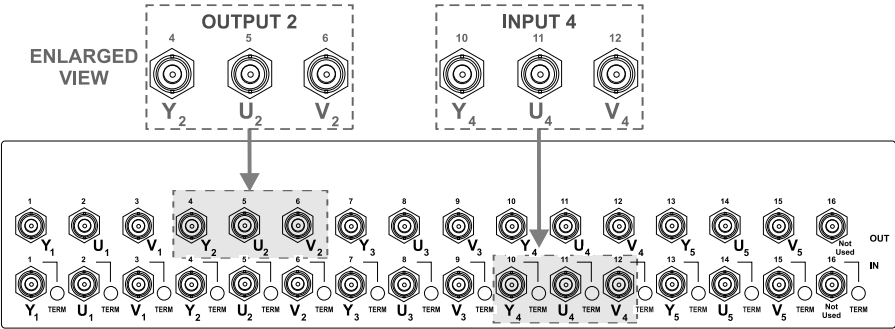 OUTPUT 2 INPUT 4
4 5 6 10 11 12
ENLARGED
VIEW
Y2 U2 V2 Y4 U4 V4
1 2 3 4 5 6 7 8 9 10 11 12 13 14 15 16
Y1 U1 V1 Y2 U2 V2 Y3 U3 V3 Y4 U4 V4 Y5 U5 V5 Not Used OUT
IN
1 2 3 4 5 6 7 8 9 10 11 12 13 14 15 16
Y1 TERM U1 TERM V1 TERM Y2 TERM U2 TERM V2 TERM Y3 TERM U3 TERM V3 TERM Y4 TERM U4 TERM V4 TERM Y5 TERM U5 TERM V5 TERM Not Used TERM